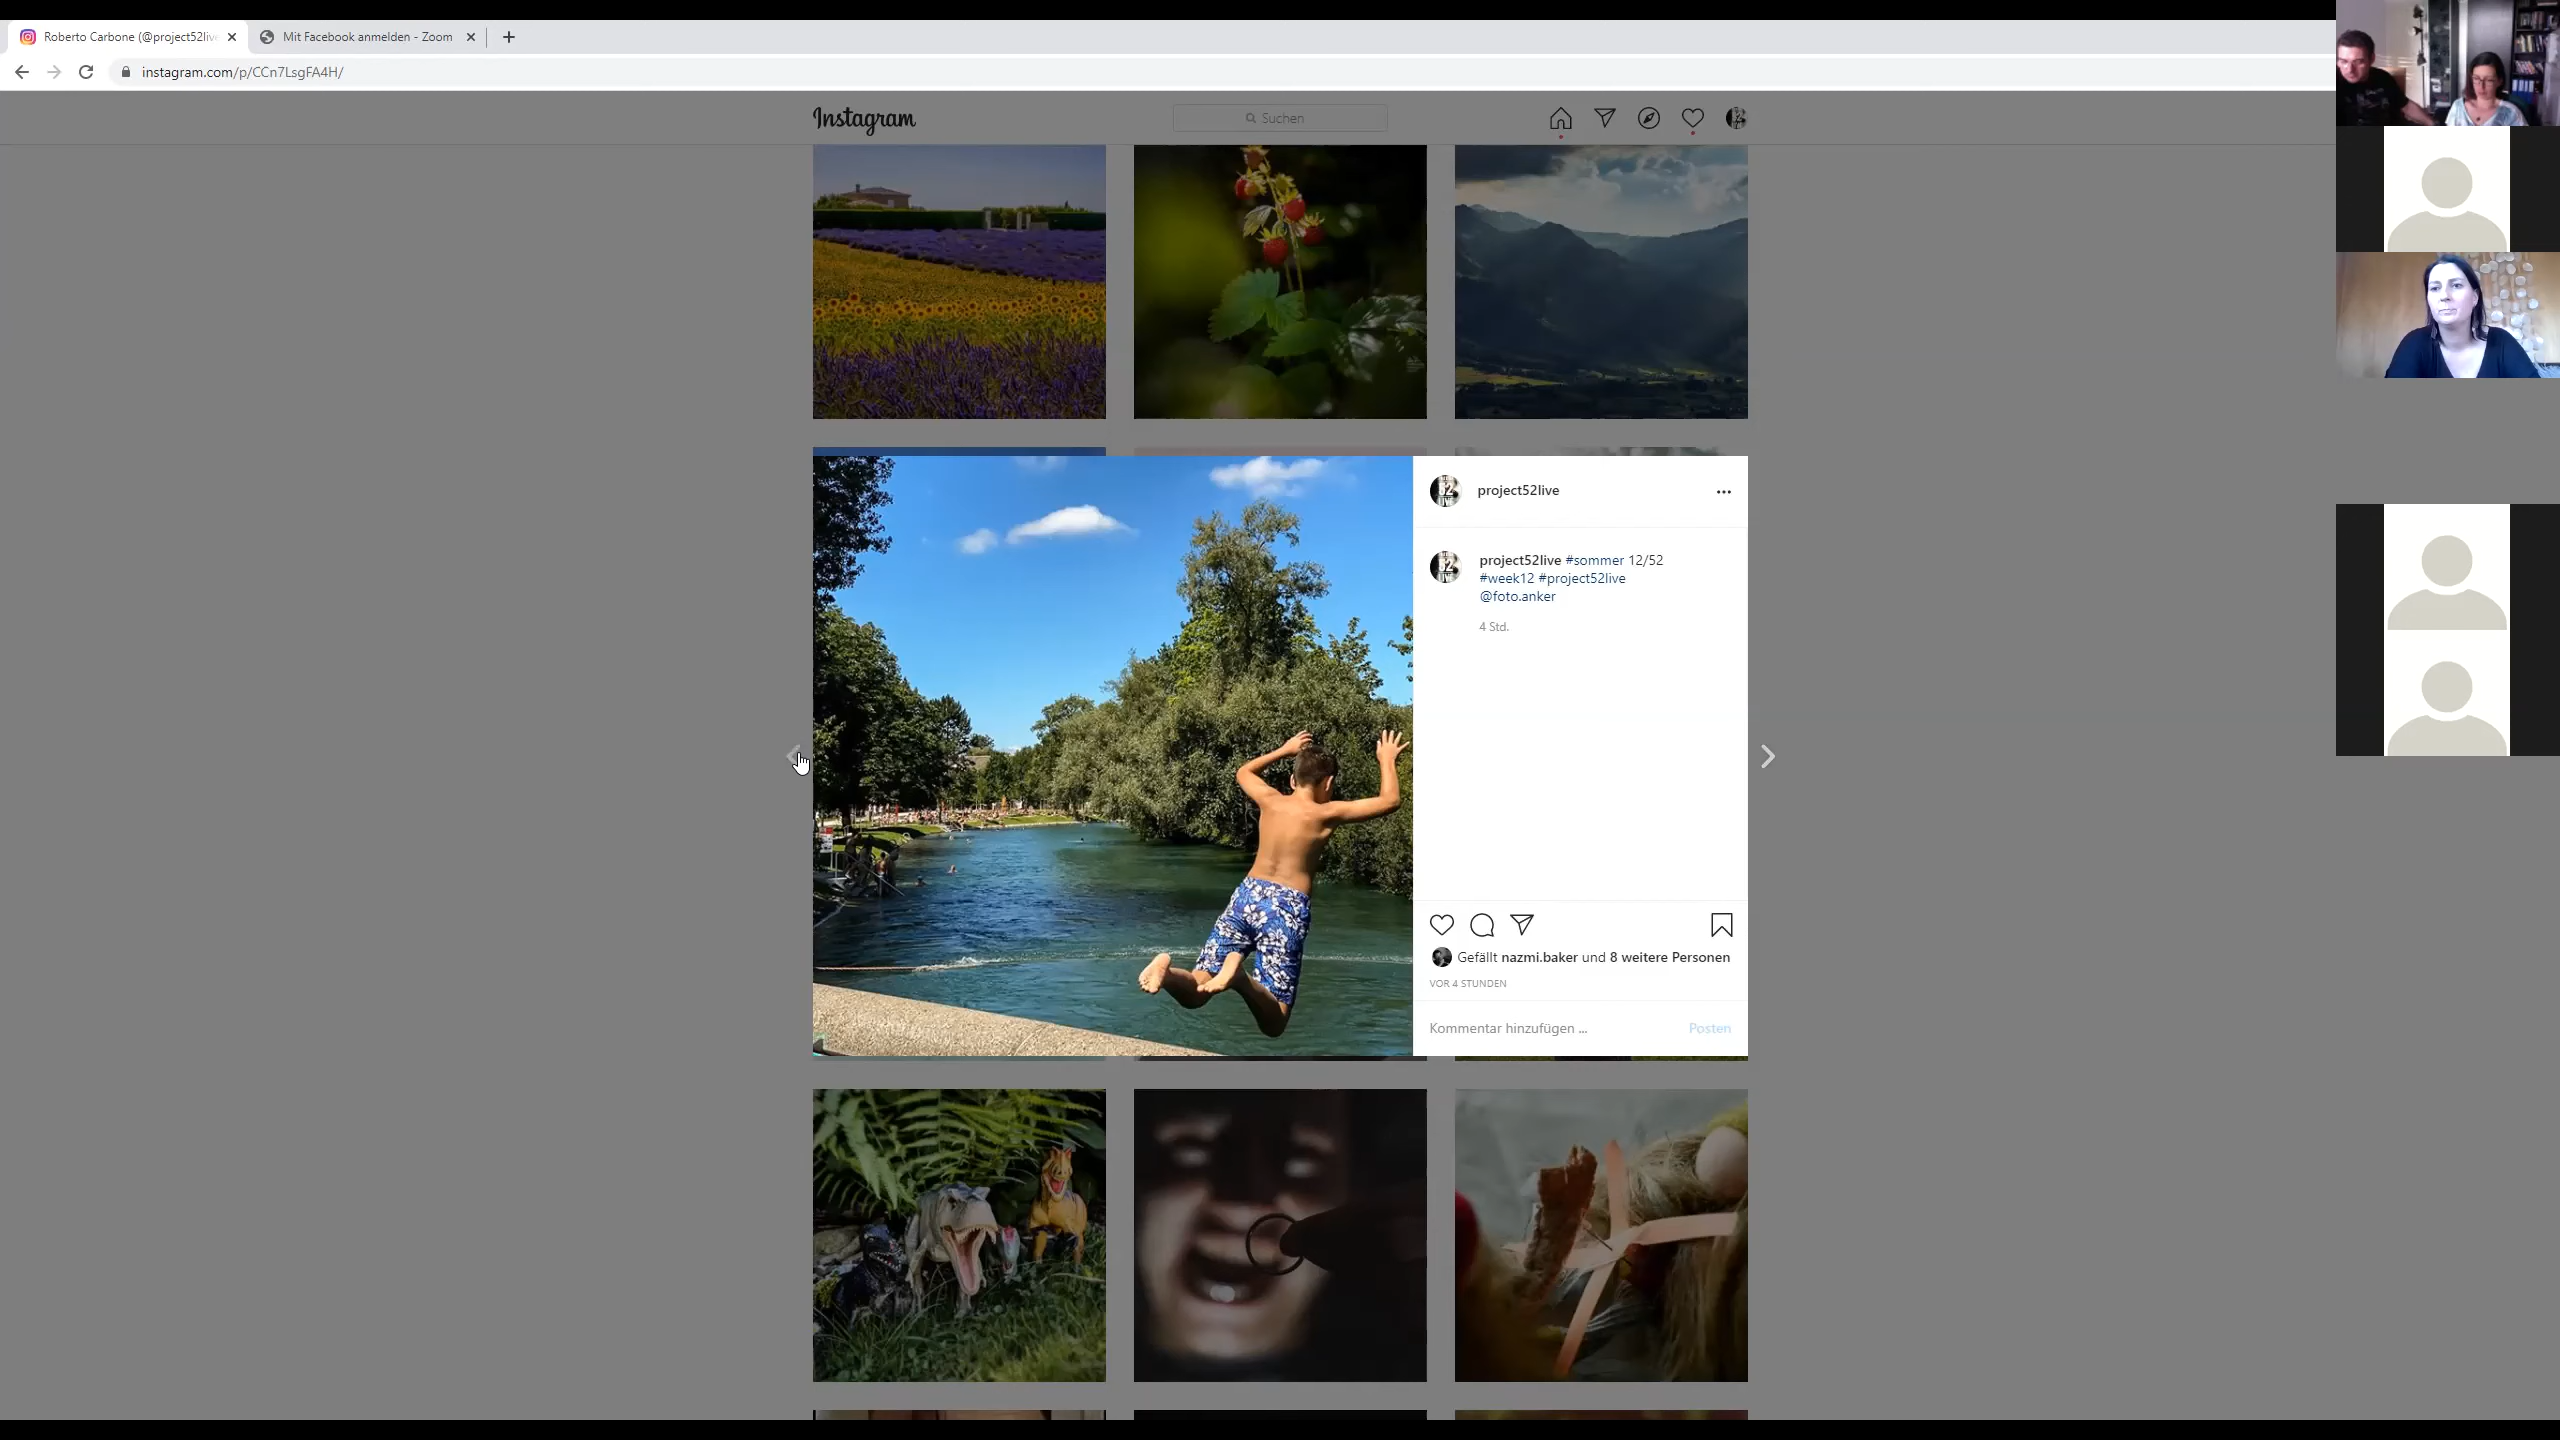 Roberto Carbone (@project52live
Mit Facebook anmelden - Zoom
instagram.com/p/CCn7LsgFA4H/
Instagram
Suchen
project52live
project52live #sommer 12/52
#week12 #project52live
@foto.anker
4 Std.
Gefällt nazmi.baker und 8 weitere Personen
VOR 4 STUNDEN
Kommentar hinzufügen ...
Posten